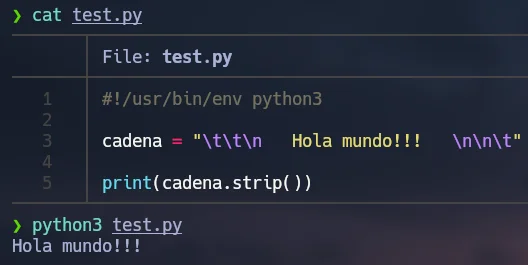 ❯ cat test.py
File: test.py
1 #!/usr/bin/env python3
2
3 cadena = "\t\t\n   Hola mundo!!!   \n\n\t"
4
5 print(cadena.strip())
❯ python3 test.py
Hola mundo!!!